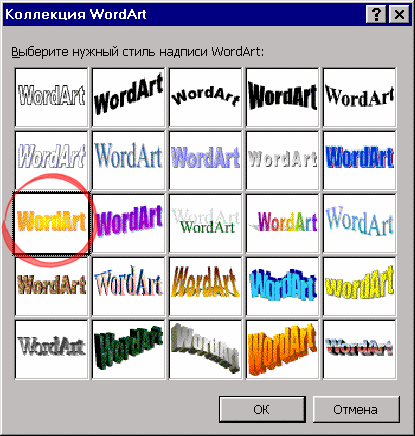 Коллекция WordArt
Выберите нужный стиль надписи WordArt:
WordArt WordArt WordArt WordArt WordArt
WordArt WordArt WordArt WordArt WordArt
WordArt WordArt WordArt WordArt WordArt WordArt
WordArt WordArt WordArt WordArt WordArt
WordArt WordArt WordArt WordArt WordArt
ОК Отмена